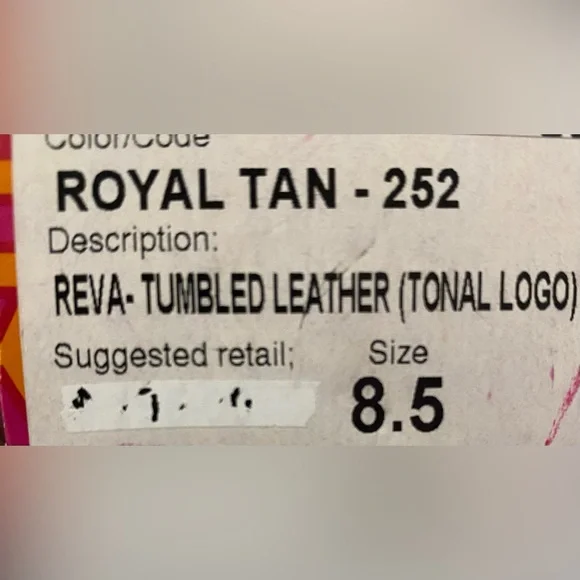 Color/Code
ROYAL TAN - 252
Description:
REVA- TUMBLED LEATHER (TONAL LOGO)
Suggested retail; Size
8.5